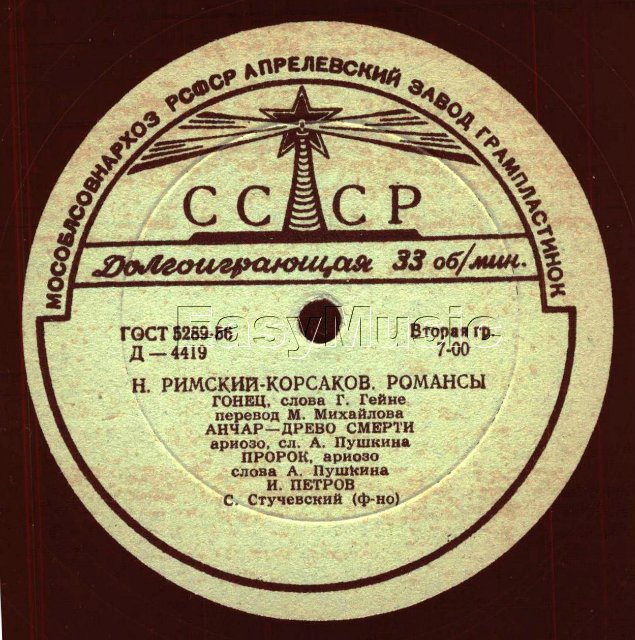 МОСОБЛСОВНАРХОЗ РСФСР АПРЕЛЕВСКИЙ ЗАВОД ГРАМПЛАСТИНОК
СССР
Долгоиграющая 33 об/мин.
EasyMusic
ГОСТ 5289-56
Вторая гр.
Д — 4419
7-00
Н. РИМСКИЙ-КОРСАКОВ. РОМАНСЫ
ГОНЕЦ, слова Г. Гейне
перевод М. Михайлова
АНЧАР—ДРЕВО СМЕРТИ
ариозо, сл. А. Пушкина
ПРОРОК, ариозо
слова А. Пушкина
И. ПЕТРОВ
С. Стучевский (ф-но)